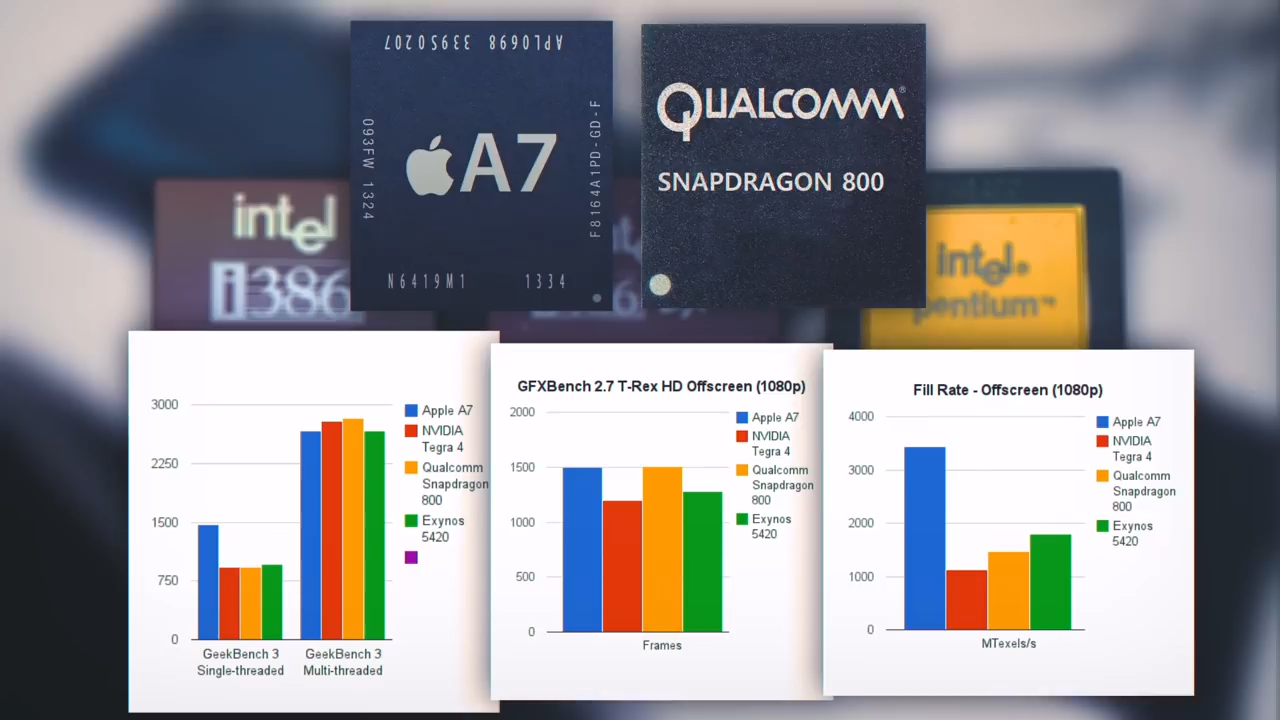 APL0698 339S0207
093FW 1324
A7
F8164A1PD-GD-F
N6419M1 1334
QUALCOMM®
SNAPDRAGON 800
intel
i386
intel®
pentium™
3000
2250
1500
750
0
GeekBench 3
Single-threaded
GeekBench 3
Multi-threaded
Apple A7
NVIDIA
Tegra 4
Qualcomm
Snapdragon
800
Exynos
5420
GFXBench 2.7 T-Rex HD Offscreen (1080p)
2000
1500
1000
500
0
Frames
Apple A7
NVIDIA
Tegra 4
Qualcomm
Snapdragon
800
Exynos
5420
Fill Rate - Offscreen (1080p)
4000
3000
2000
1000
0
MTexels/s
Apple A7
NVIDIA
Tegra 4
Qualcomm
Snapdragon
800
Exynos
5420